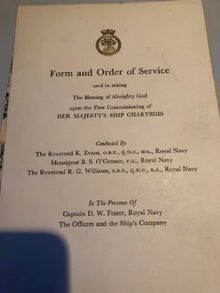 Form and Order of Service
used in asking
The Blessing of Almighty God
upon the First Commissioning of
HER MAJESTY'S SHIP CHARYBDIS
Conducted By
The Reverend K. Evans, O.B.E., Q.H.C., M.A., Royal Navy
Monsignor B. S. O'Connor, V.G., Royal Navy
The Reverend R. G. Williams, O.B.E., Q.H.C., B.A., Royal Navy
In The Presence Of
Captain D. W. Foster, Royal Navy
The Officers and the Ship's Company